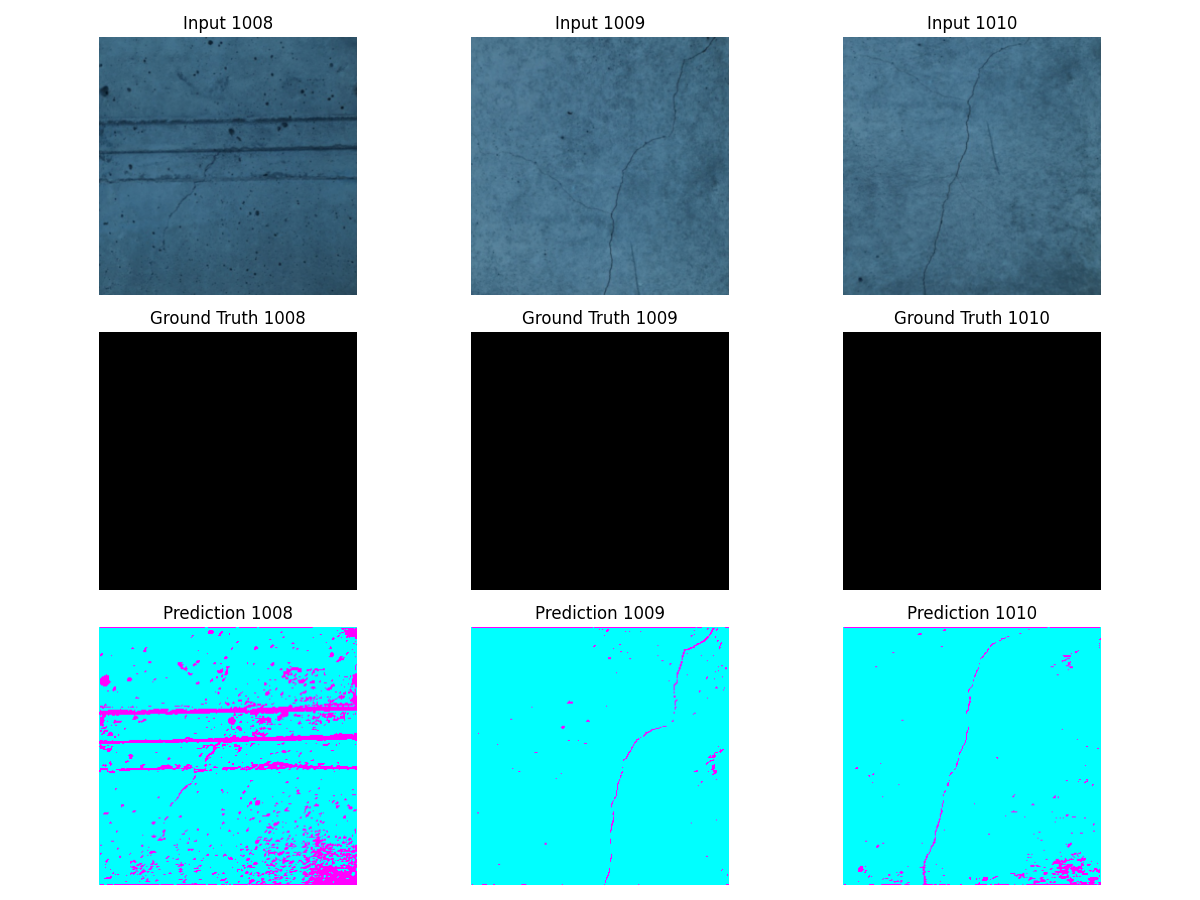 Input 1008
Input 1009
Input 1010
Ground Truth 1008
Ground Truth 1009
Ground Truth 1010
Prediction 1008
Prediction 1009
Prediction 1010